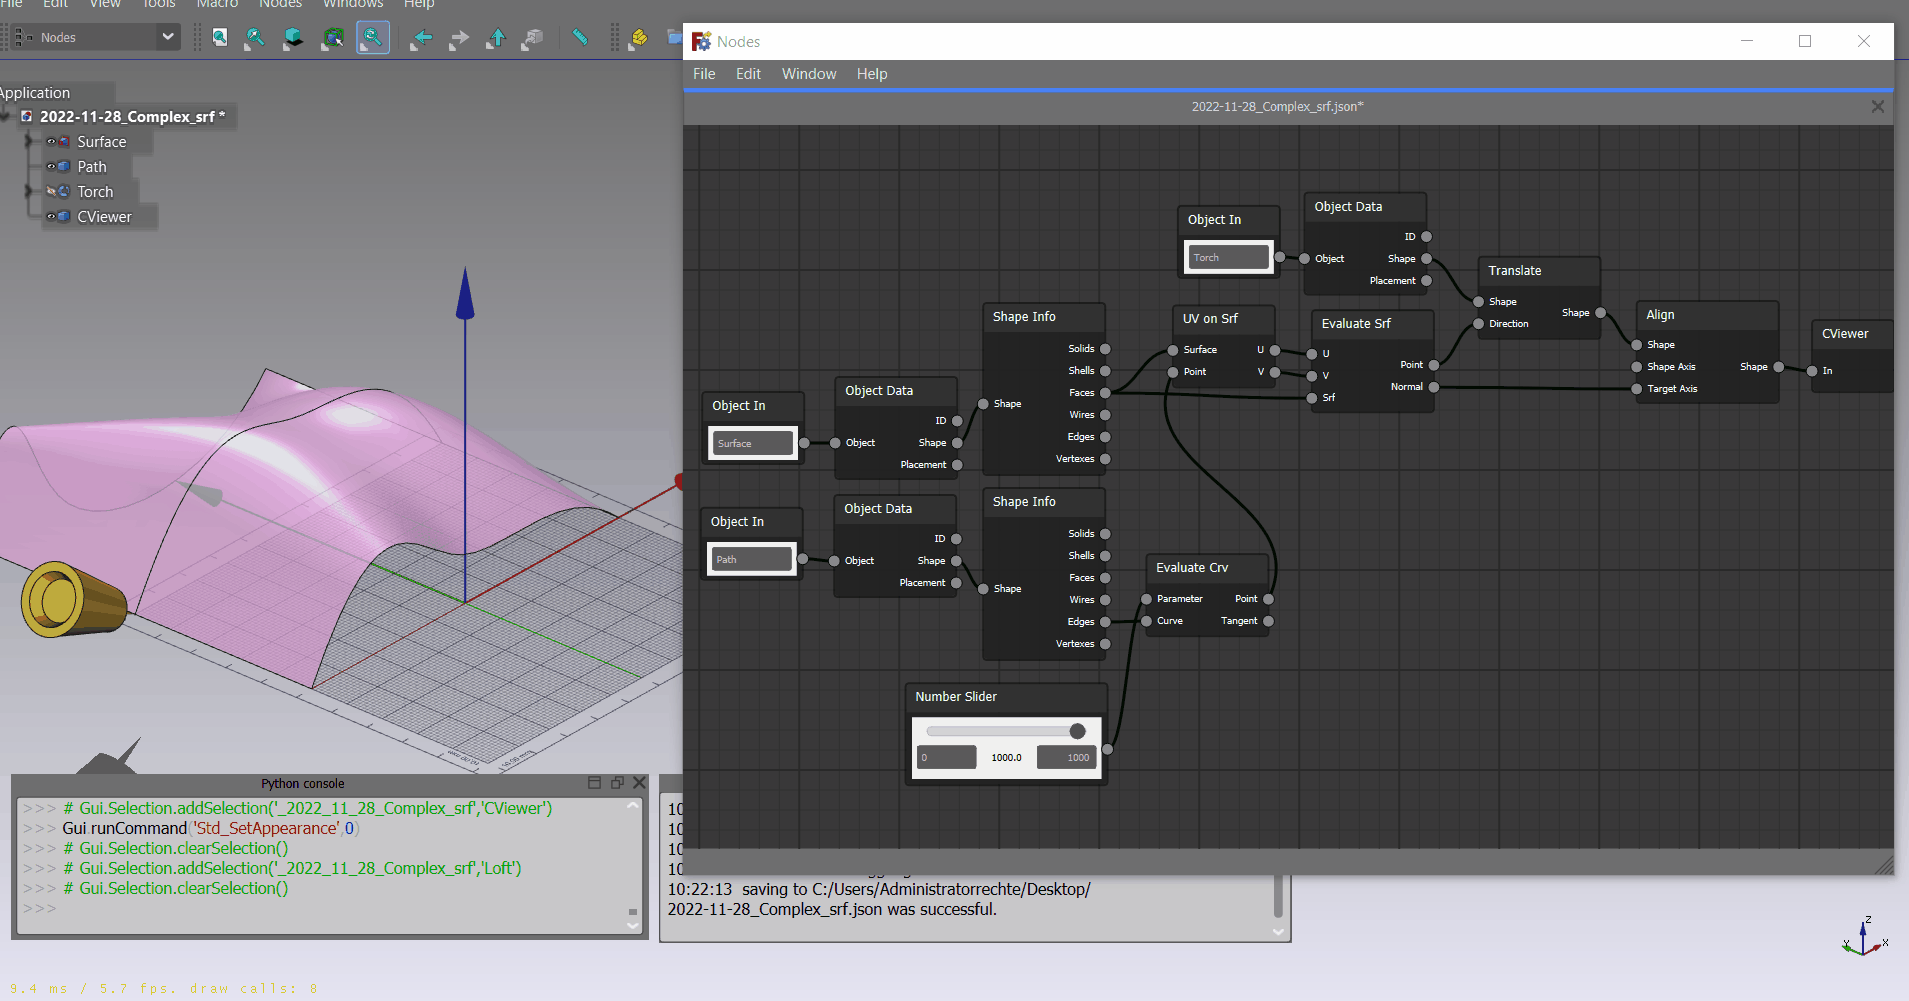 File Edit View Tools Macro Nodes Windows Help
Nodes
Application
2022-11-28_Complex_srf *
Surface
Path
Torch
CViewer
Nodes
File Edit Window Help
2022-11-28_Complex_srf.json*
Object In
Torch
Object Data
ID
Object Shape
Placement
Translate
Shape
Direction
Shape
Align
Shape
Shape Axis Shape
Target Axis
CViewer
In
Shape Info
Solids
Shells
Faces
Shape
Wires
Edges
Vertexes
UV on Srf
Surface U
Point V
Evaluate Srf
U
Point
V
Normal
Srf
Object In
Surface
Object Data
ID
Object Shape
Placement
Object In
Path
Object Data
ID
Object Shape
Placement
Shape Info
Solids
Shells
Faces
Shape
Wires
Edges
Vertexes
Evaluate Crv
Parameter Point
Curve Tangent
Number Slider
0 1000.0 1000
Python console
>>> # Gui.Selection.addSelection('_2022_11_28_Complex_srf','CViewer')
>>> Gui.runCommand('Std_SetAppearance',0)
>>> # Gui.Selection.clearSelection()
>>> # Gui.Selection.addSelection('_2022_11_28_Complex_srf','Loft')
>>> # Gui.Selection.clearSelection()
>>>
10
10
10
10
10:22:13 saving to C:/Users/Administratorrechte/Desktop/
2022-11-28_Complex_srf.json was successful.
Z
Y X
9.4 ms / 5.7 fps. draw calls: 8